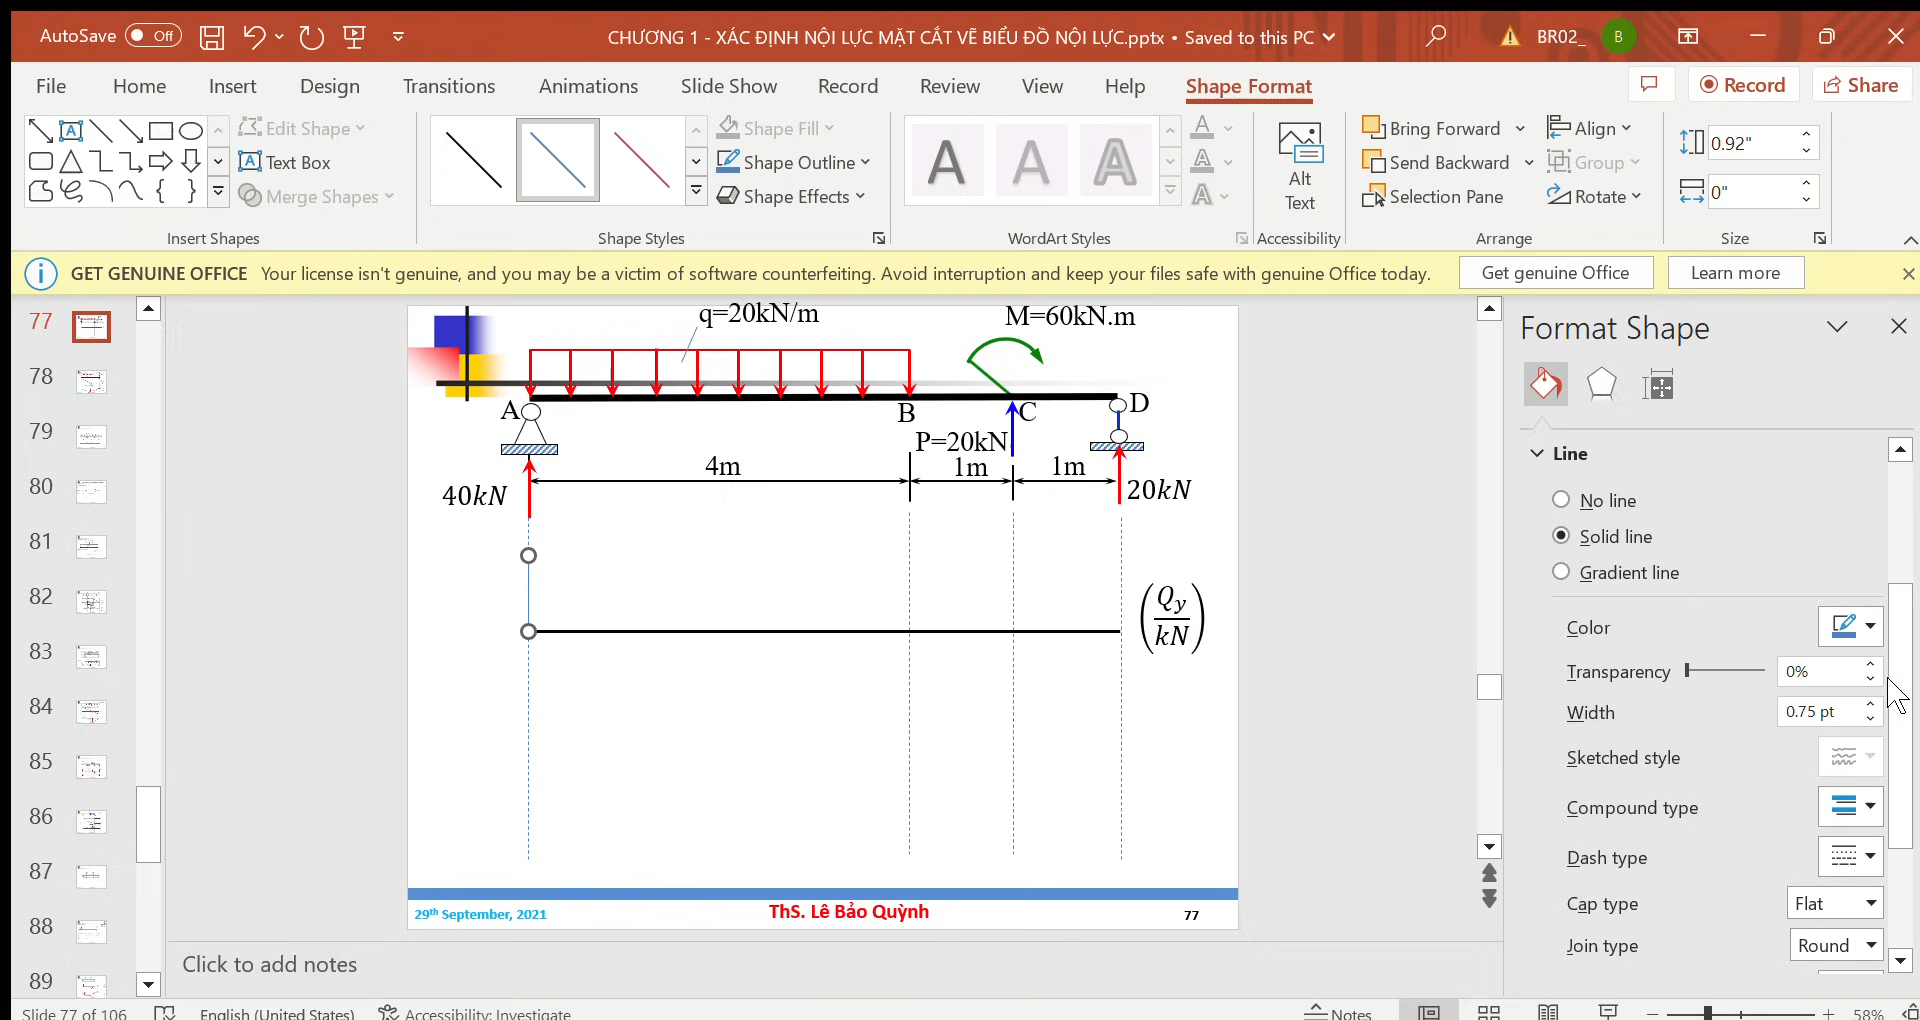 AutoSave Off
CHƯƠNG 1 - XÁC ĐỊNH NỘI LỰC MẶT CẮT VẼ BIỂU ĐỒ NỘI LỰC.pptx • Saved to this PC
BR02_ B
File Home Insert Design Transitions Animations Slide Show Record Review View Help Shape Format
Record Share
Edit Shape
Text Box
Merge Shapes
Insert Shapes
Shape Fill
Shape Outline
Shape Effects
Shape Styles
A A A
WordArt Styles
Alt
Text
Accessibility
Bring Forward
Send Backward
Selection Pane
Align
Group
Rotate
Arrange
0.92"
0"
Size
GET GENUINE OFFICE Your license isn't genuine, and you may be a victim of software counterfeiting. Avoid interruption and keep your files safe with genuine Office today.
Get genuine Office
Learn more
77
78
79
80
81
82
83
84
85
86
87
88
89
q=20kN/m
M=60kN.m
A
B
C
D
P=20kN
4m
1m
1m
40kN
20kN
(Qy/kN)
29th September, 2021
ThS. Lê Bảo Quỳnh
77
Click to add notes
Format Shape
Line
No line
Solid line
Gradient line
Color
Transparency 0%
Width 0.75 pt
Sketched style
Compound type
Dash type
Cap type Flat
Join type Round
Slide 77 of 106
English (United States)
Accessibility: Investigate
Notes
58%